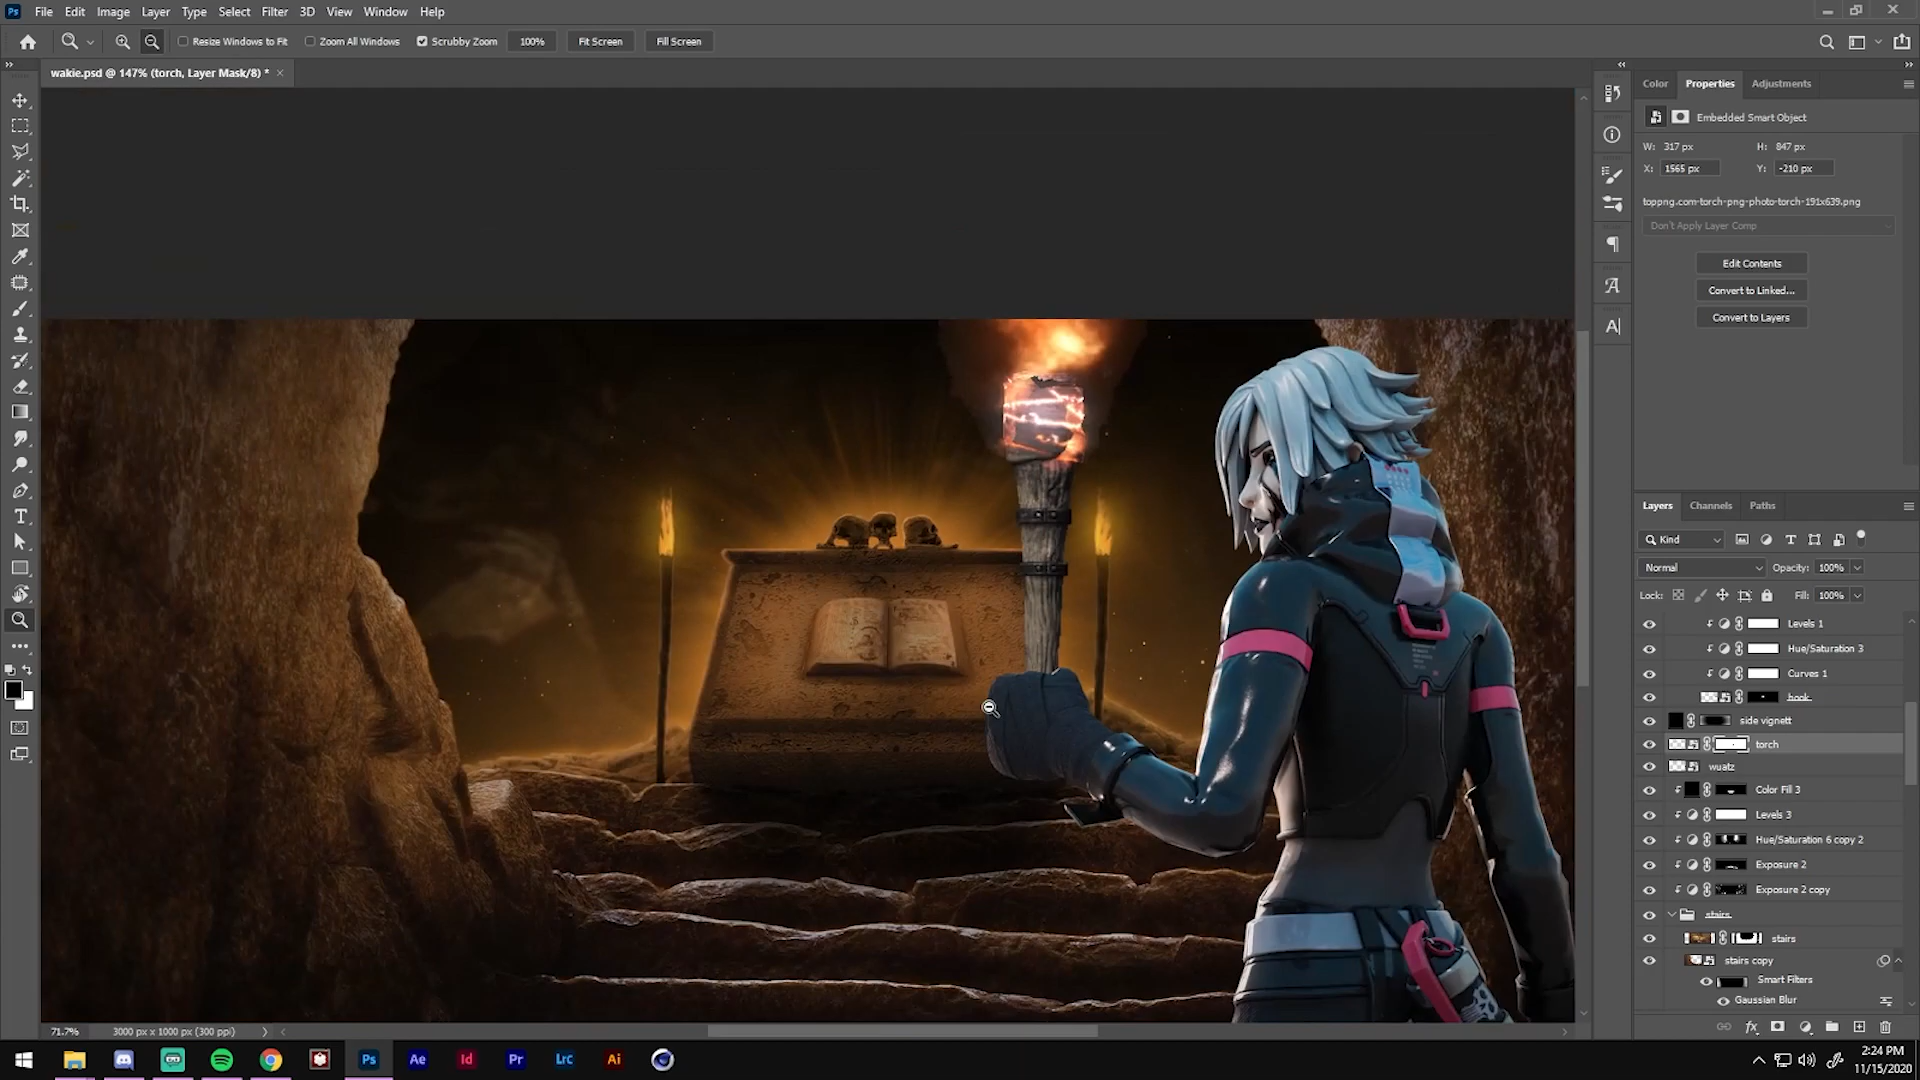 Ps File Edit Image Layer Type Select Filter 3D View Window Help
Resize Windows to Fit Zoom All Windows Scrubby Zoom 100% Fit Screen Fill Screen
wakie.psd @ 147% (torch, Layer Mask/8) * ×
Color Properties Adjustments
Embedded Smart Object
W: 317 px H: 847 px
X: 1565 px Y: -210 px
toppng.com-torch-png-photo-torch-191x639.png
Don't Apply Layer Comp
Edit Contents
Convert to Linked...
Convert to Layers
Layers Channels Paths
Kind
Normal Opacity: 100%
Lock: Fill: 100%
Levels 1
Hue/Saturation 3
Curves 1
book
side vignett
torch
wuatz
Color Fill 3
Levels 3
Hue/Saturation 6 copy 2
Exposure 2
Exposure 2 copy
stairs
stairs
stairs copy
Smart Filters
Gaussian Blur
71.7% 3000 px x 1000 px (300 ppi)
Ps Ae Id Pr Lrc Ai
2:24 PM
11/15/2020